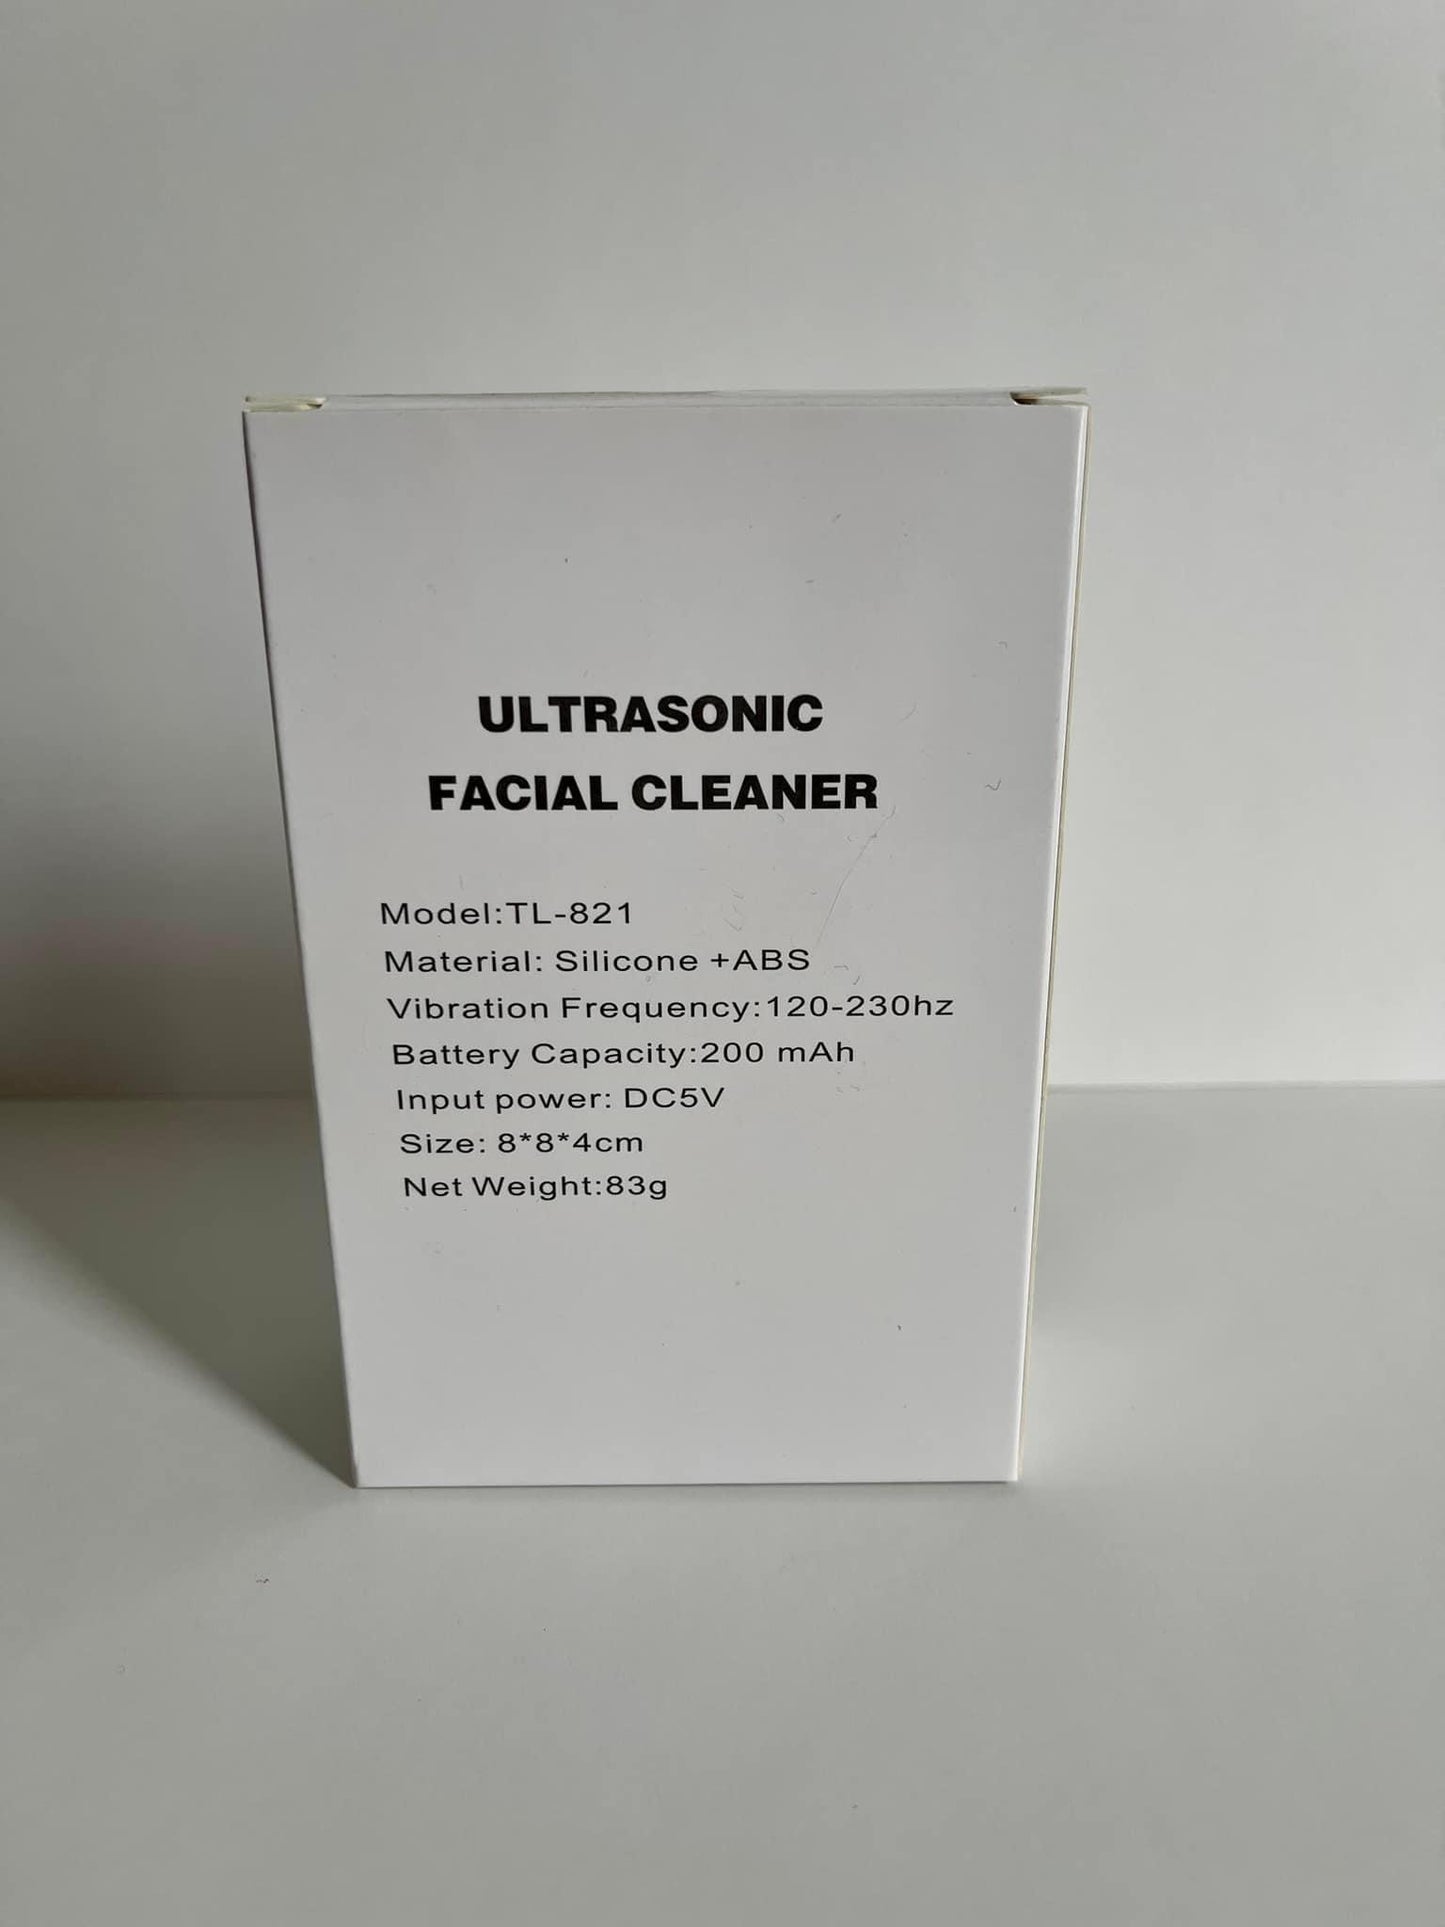 ULTRASONIC
FACIAL CLEANER
Model:TL-821
Material: Silicone +ABS
Vibration Frequency:120-230hz
Battery Capacity:200 mAh
Input power: DC5V
Size: 8*8*4cm
Net Weight:83g